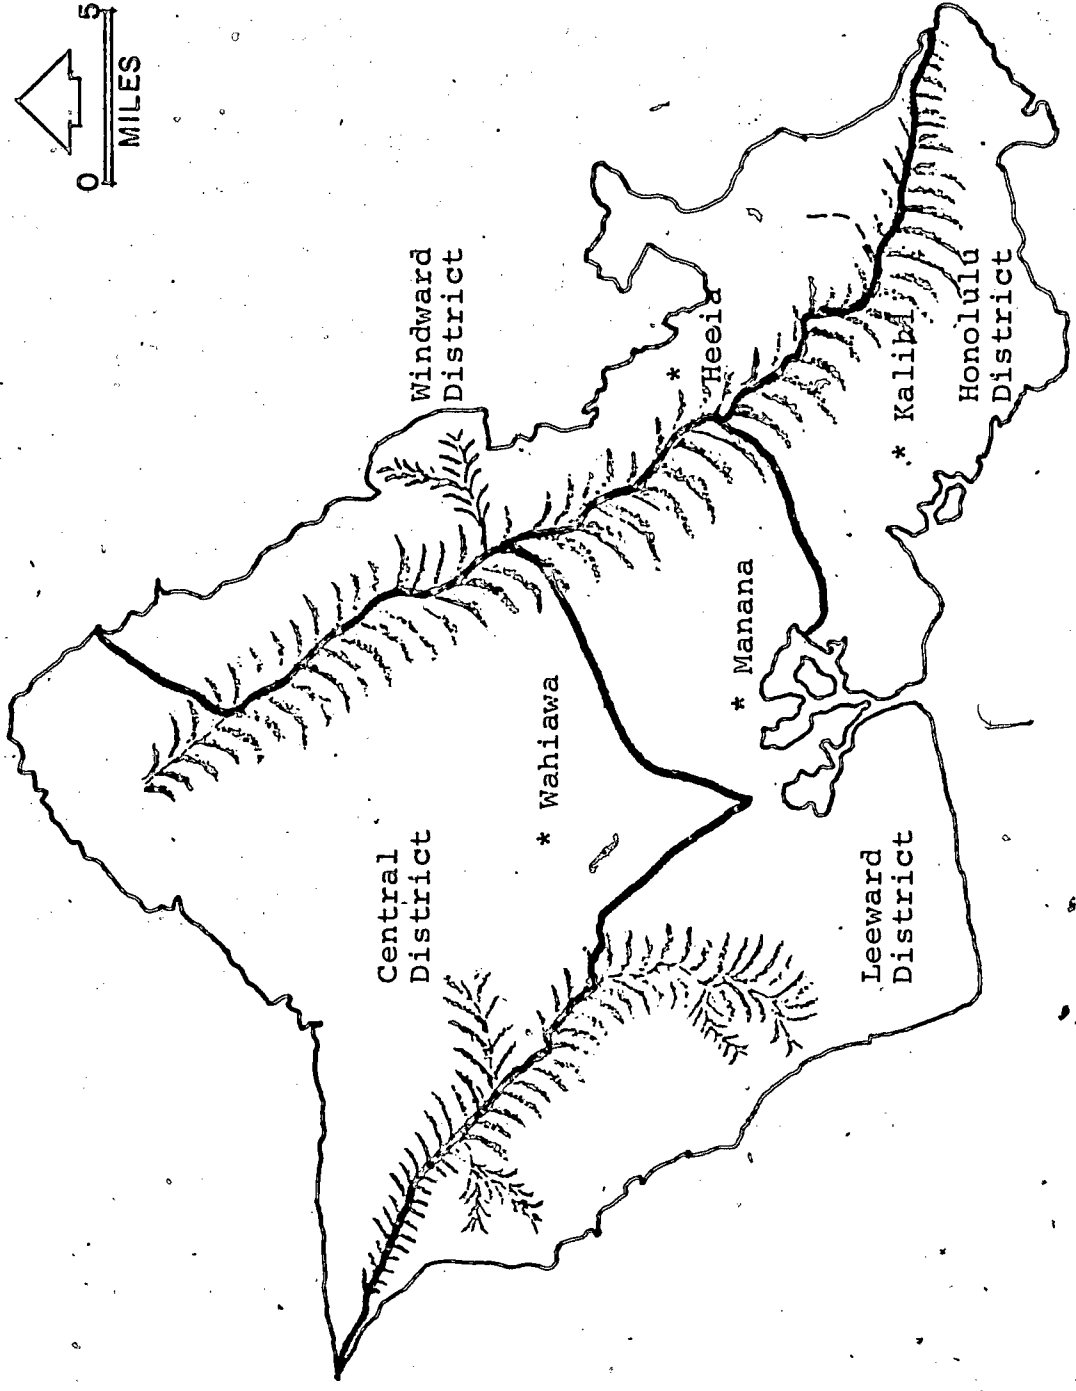 0 5
MILES
Windward
District
* Heeia
Central
District
* Wahiawa
* Manana
* Kalihi
Honolulu
District
Leeward
District